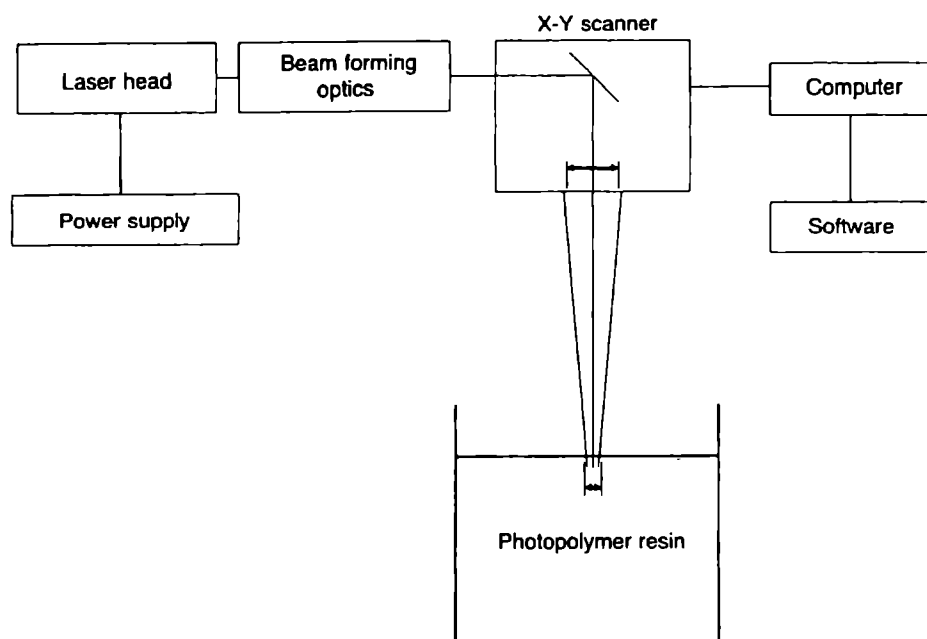 X-Y scanner
Laser head
Beam forming
optics
Computer
Power supply
Software
Photopolymer resin